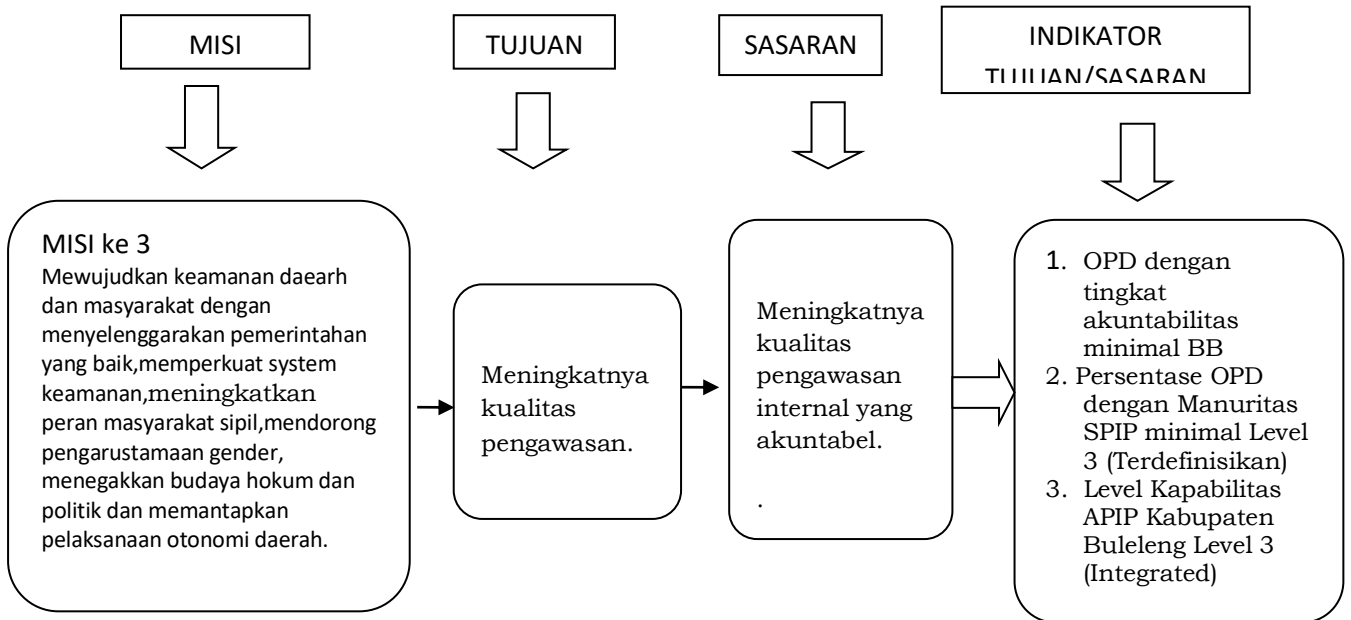 MISI
TUJUAN
SASARAN
INDIKATOR
TUJUAN/SASARAN
MISI ke 3
Mewujudkan keamanan daearh
dan masyarakat dengan
menyelenggarakan pemerintahan
yang baik,memperkuat system
keamanan,meningkatkan
peran masyarakat sipil,mendorong
pengarustamaan gender,
menegakkan budaya hokum dan
politik dan memantapkan
pelaksanaan otonomi daerah.
Meningkatnya
kualitas
pengawasan.
Meningkatnya
kualitas
pengawasan
internal yang
akuntabel.
.
1. OPD dengan
tingkat
akuntabilitas
minimal BB
2. Persentase OPD
dengan Manuritas
SPIP minimal Level
3 (Terdefinisikan)
3. Level Kapabilitas
APIP Kabupaten
Buleleng Level 3
(Integrated)